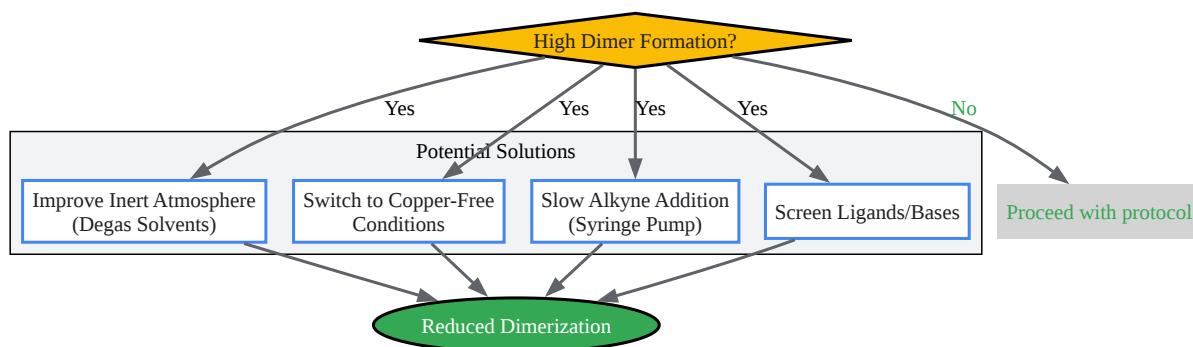 High Dimer Formation?
Yes
Yes
Yes
Yes
No
Potential Solutions
Improve Inert Atmosphere
(Degas Solvents)
Switch to Copper-Free
Conditions
Slow Alkyne Addition
(Syringe Pump)
Screen Ligands/Bases
Proceed with protocol
Reduced Dimerization